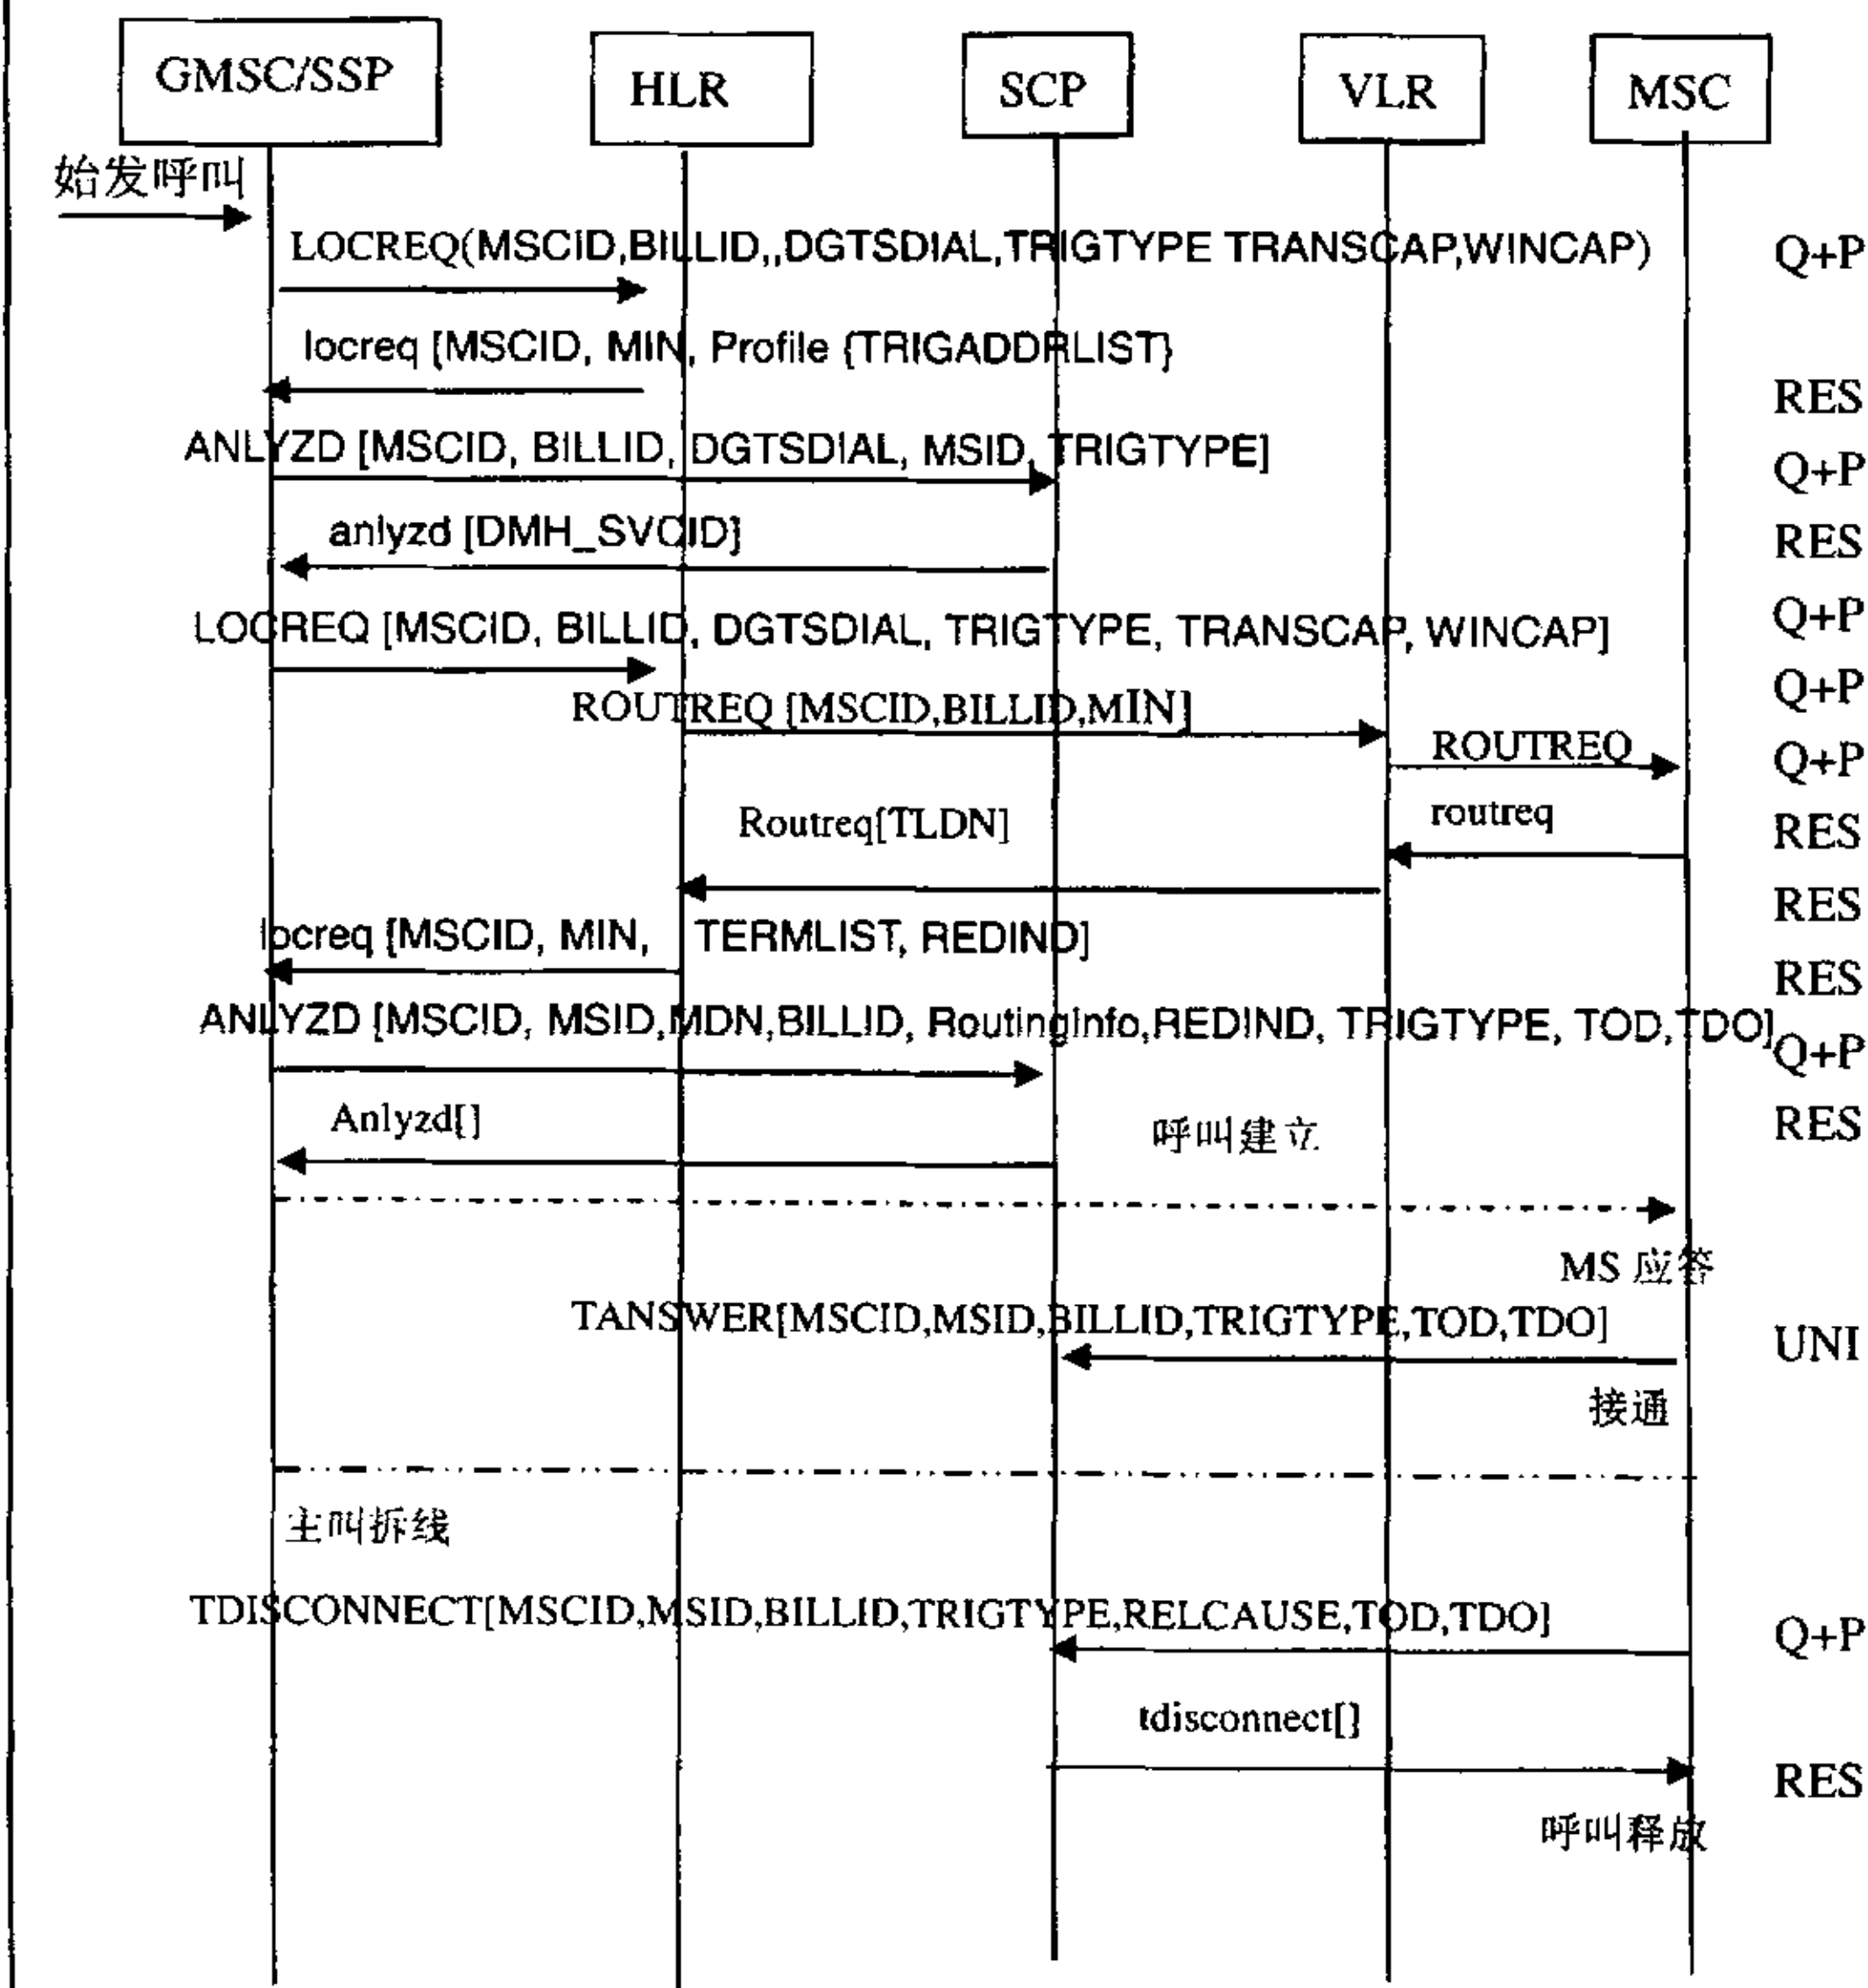 GMSC/SSP
HLR
SCP
VLR
MSC
始发呼叫
LOCREQ(MSCID,BILLID,,DGTSDIAL,TRIGTYPE TRANSCAP,WINCAP)
Q+P
locreq [MSCID, MIN, Profile {TRIGADDRLIST}
RES
ANLYZD [MSCID, BILLID, DGTSDIAL, MSID, TRIGTYPE]
Q+P
anlyzd [DMH_SVCID]
RES
LOCREQ [MSCID, BILLID, DGTSDIAL, TRIGTYPE, TRANSCAP, WINCAP]
Q+P
ROUTREQ [MSCID,BILLID,MIN]
Q+P
ROUTREQ
Q+P
routreq
RES
Routreq[TLDN]
RES
locreq [MSCID, MIN, TERMLIST, REDIND]
RES
ANLYZD [MSCID, MSID,MDN,BILLID, RoutingInfo,REDIND, TRIGTYPE, TOD,TDO]
Q+P
Anlyzd[]
RES
呼叫建立
MS 应答
TANSWER[MSCID,MSID,BILLID,TRIGTYPE,TOD,TDO]
UNI
接通
主叫拆线
TDISCONNECT[MSCID,MSID,BILLID,TRIGTYPE,RELCAUSE,TOD,TDO]
Q+P
tdisconnect[]
RES
呼叫释放